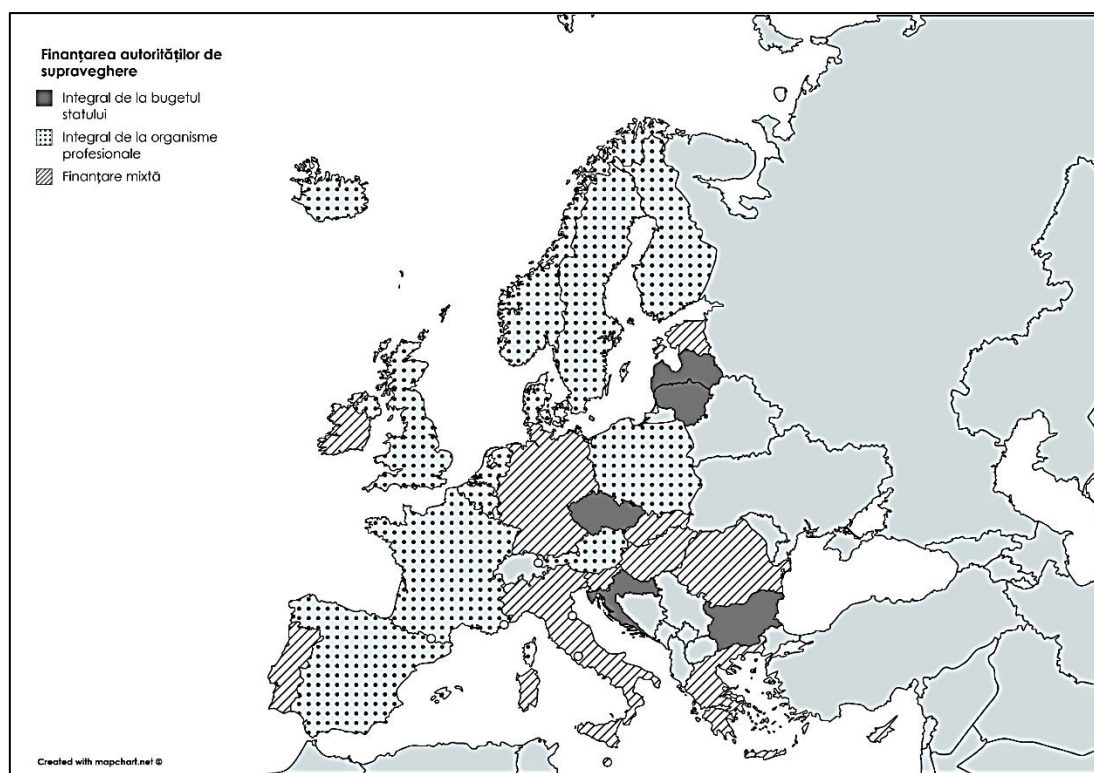 Finanțarea autorităților de
supraveghere
Integral de la bugetul
statului
Integral de la organisme
profesionale
Finanțare mixtă
Created with mapchart.net ©